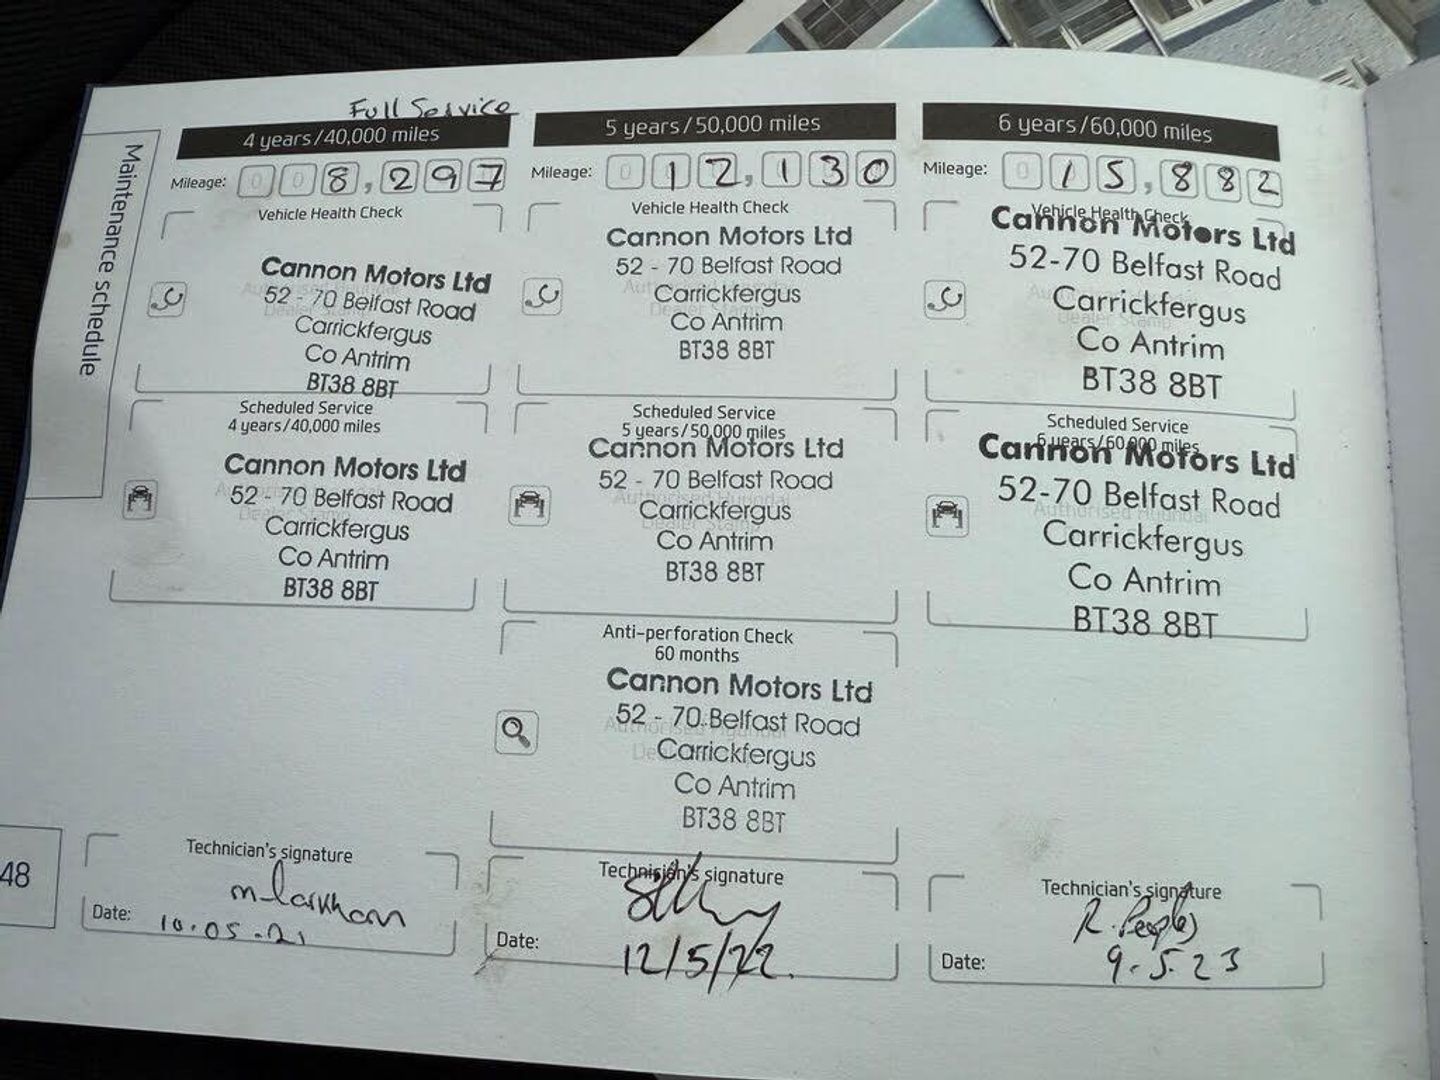 Maintenance schedule
48
Full Service
4 years/40,000 miles
Mileage: 008,297
Vehicle Health Check
Cannon Motors Ltd
52 - 70 Belfast Road
Carrickfergus
Co Antrim
BT38 8BT
Scheduled Service
4 years/40,000 miles
Cannon Motors Ltd
52 - 70 Belfast Road
Carrickfergus
Co Antrim
BT38 8BT
Technician's signature
Date: 10.05.21
5 years/50,000 miles
Mileage: 012,130
Vehicle Health Check
Cannon Motors Ltd
52 - 70 Belfast Road
Carrickfergus
Co Antrim
BT38 8BT
Scheduled Service
5 years/50,000 miles
Cannon Motors Ltd
52 - 70 Belfast Road
Carrickfergus
Co Antrim
BT38 8BT
Anti-perforation Check
60 months
Cannon Motors Ltd
52 - 70 Belfast Road
Carrickfergus
Co Antrim
BT38 8BT
Technician's signature
Date: 12/5/22.
6 years/60,000 miles
Mileage: 015,882
Vehicle Health Check
Cannon Motors Ltd
52-70 Belfast Road
Carrickfergus
Co Antrim
BT38 8BT
Scheduled Service
6 years/60,000 miles
Cannon Motors Ltd
52-70 Belfast Road
Carrickfergus
Co Antrim
BT38 8BT
Technician's signature
R. Peoples
Date: 9.5.23